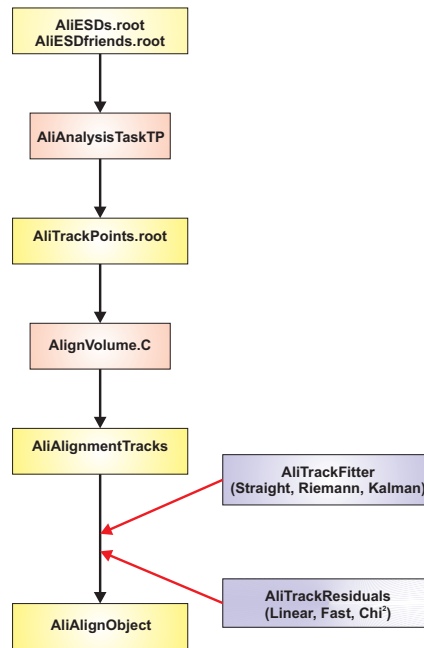 AliESDs.root
AliESDfriends.root
AliAnalysisTaskTP
AliTrackPoints.root
AlignVolume.C
AliAlignmentTracks
AliTrackFitter
(Straight, Riemann, Kalman)
AliTrackResiduals
(Linear, Fast, Chi²)
AliAlignObject